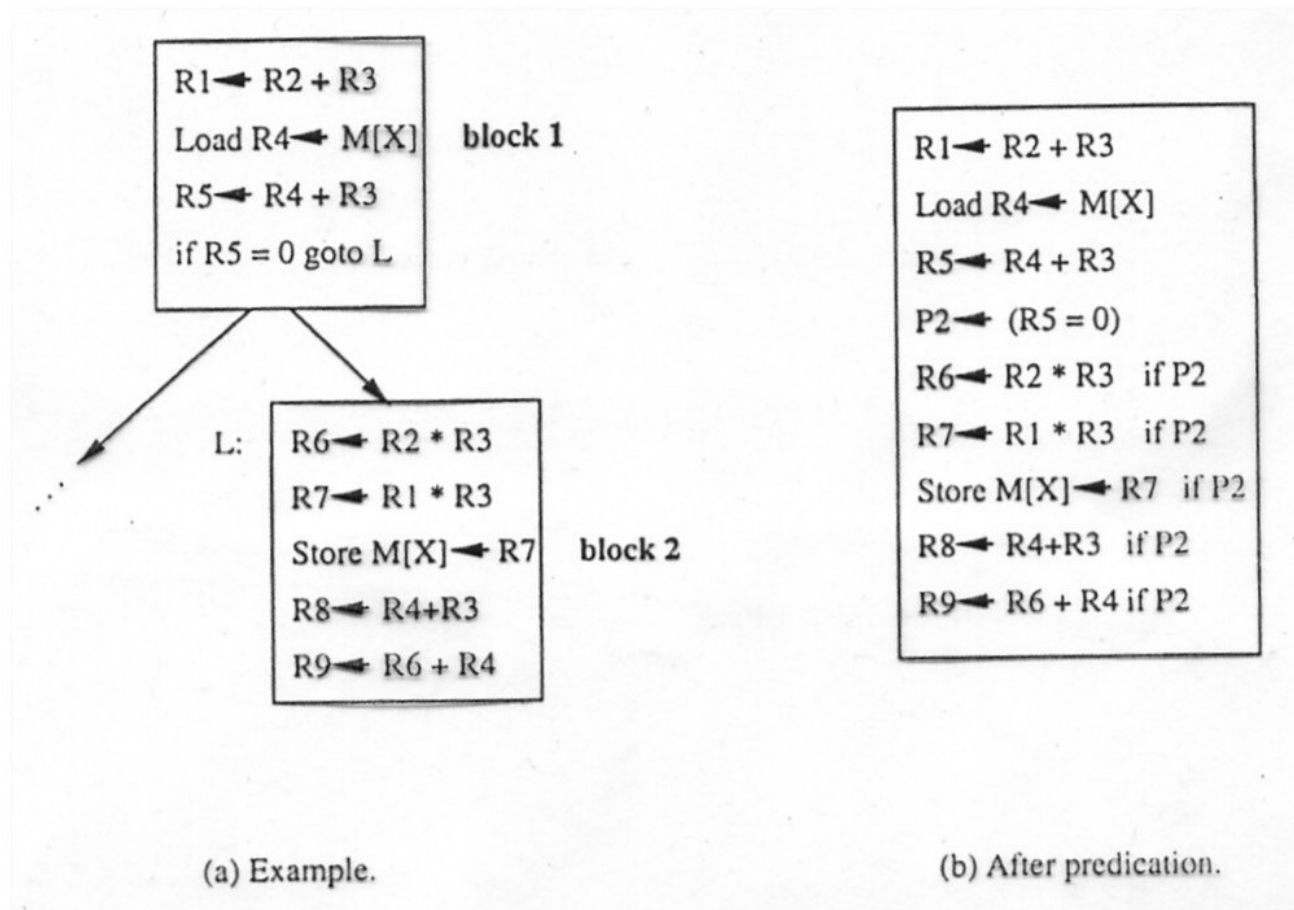 R1← R2 + R3
Load R4← M[X]
block 1
R5← R4 + R3
if R5 = 0 goto L
L:
R6← R2 * R3
R7← R1 * R3
Store M[X]← R7
block 2
R8← R4+R3
R9← R6 + R4
(a) Example.
R1← R2 + R3
Load R4← M[X]
R5← R4 + R3
P2← (R5 = 0)
R6← R2 * R3 if P2
R7← R1 * R3 if P2
Store M[X]← R7 if P2
R8← R4+R3 if P2
R9← R6 + R4 if P2
(b) After predication.